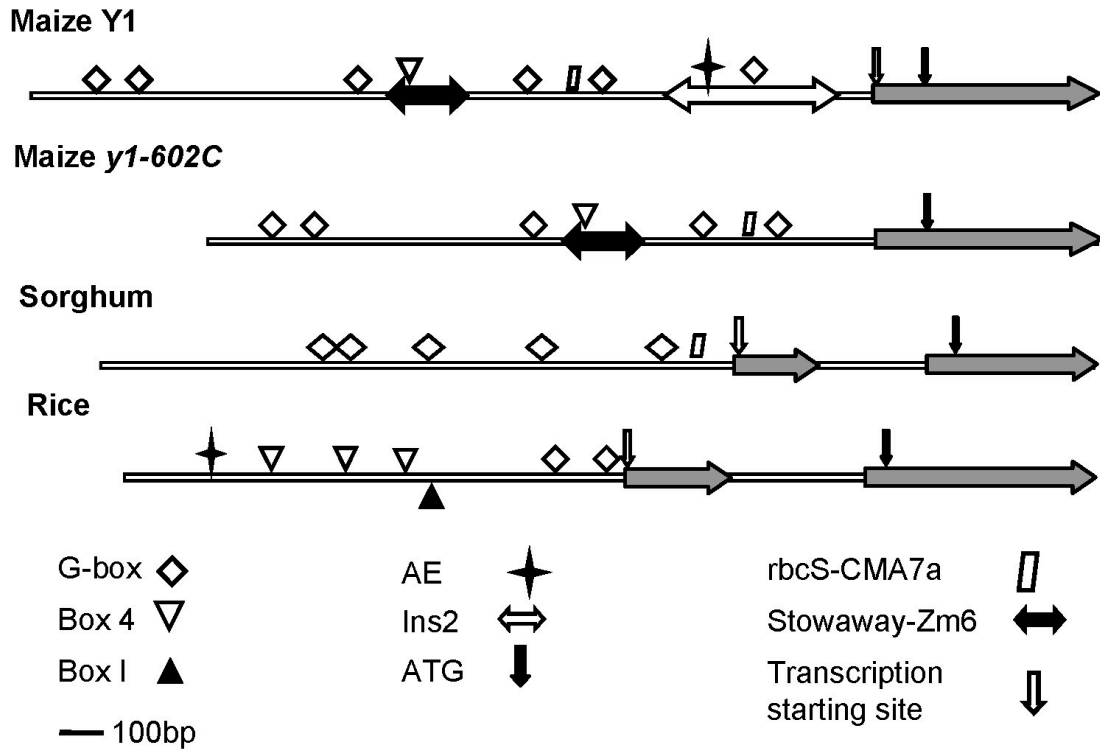 Maize Y1
Maize y1-602C
Sorghum
Rice
G-box
Box 4
Box I
100bp
AE
Ins2
ATG
rbcS-CMA7a
Stowaway-Zm6
Transcription
starting site